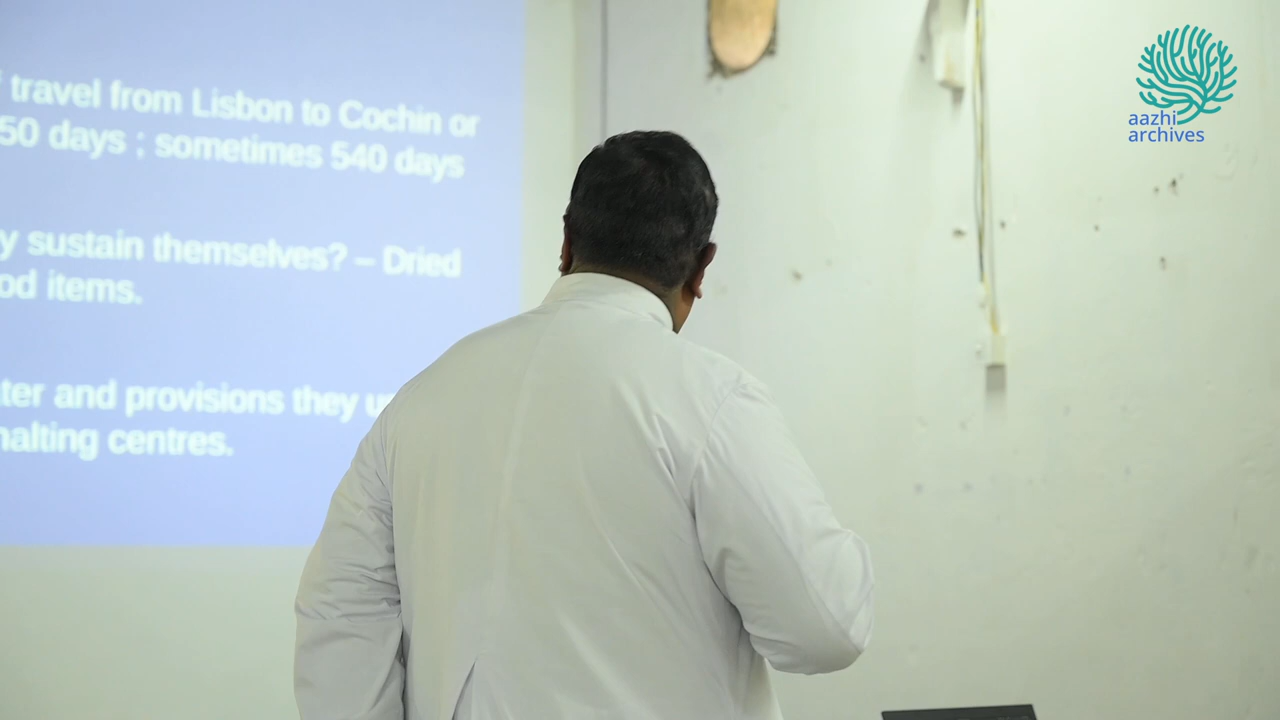 travel from Lisbon to Cochin or
50 days ; sometimes 540 days
y sustain themselves? – Dried
od items.
ter and provisions they u
halting centres.
aazhi
archives